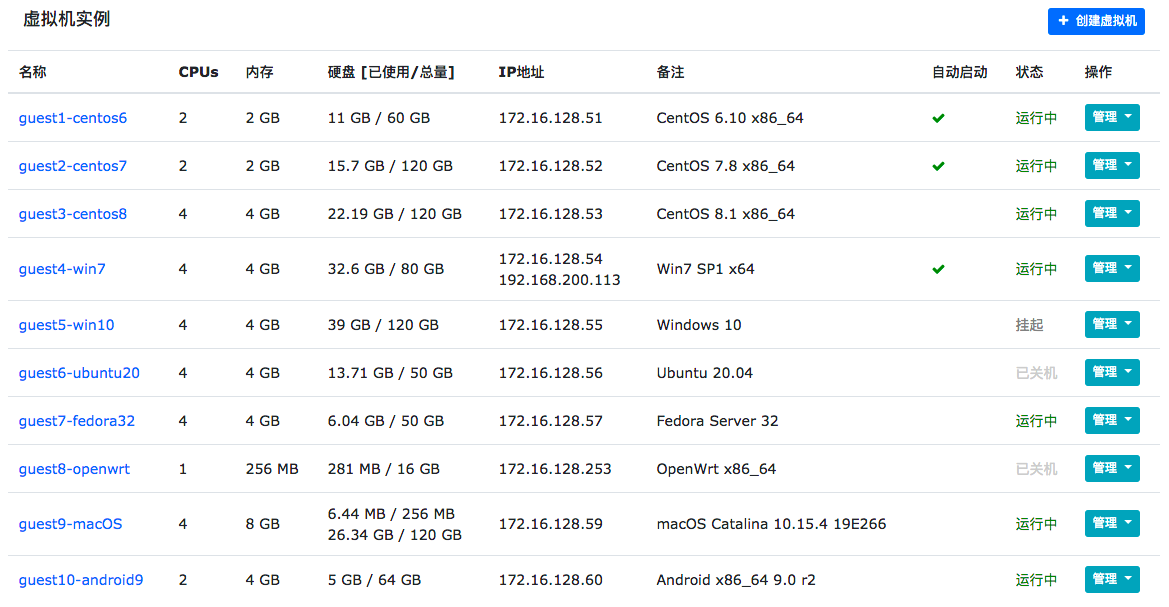 虚拟机实例
创建虚拟机
名称 CPUs 内存 硬盘 [已使用/总量] IP地址 备注 自动启动 状态 操作
guest1-centos6 2 2 GB 11 GB / 60 GB 172.16.128.51 CentOS 6.10 x86_64 运行中 管理
guest2-centos7 2 2 GB 15.7 GB / 120 GB 172.16.128.52 CentOS 7.8 x86_64 运行中 管理
guest3-centos8 4 4 GB 22.19 GB / 120 GB 172.16.128.53 CentOS 8.1 x86_64 运行中 管理
guest4-win7 4 4 GB 32.6 GB / 80 GB 172.16.128.54 Win7 SP1 x64 运行中 管理
192.168.200.113
guest5-win10 4 4 GB 39 GB / 120 GB 172.16.128.55 Windows 10 挂起 管理
guest6-ubuntu20 4 4 GB 13.71 GB / 50 GB 172.16.128.56 Ubuntu 20.04 已关机 管理
guest7-fedora32 4 4 GB 6.04 GB / 50 GB 172.16.128.57 Fedora Server 32 运行中 管理
guest8-openwrt 1 256 MB 281 MB / 16 GB 172.16.128.253 OpenWrt x86_64 已关机 管理
guest9-macOS 4 8 GB 6.44 MB / 256 MB 172.16.128.59 macOS Catalina 10.15.4 19E266 运行中 管理
26.34 GB / 120 GB
guest10-android9 2 4 GB 5 GB / 64 GB 172.16.128.60 Android x86_64 9.0 r2 运行中 管理